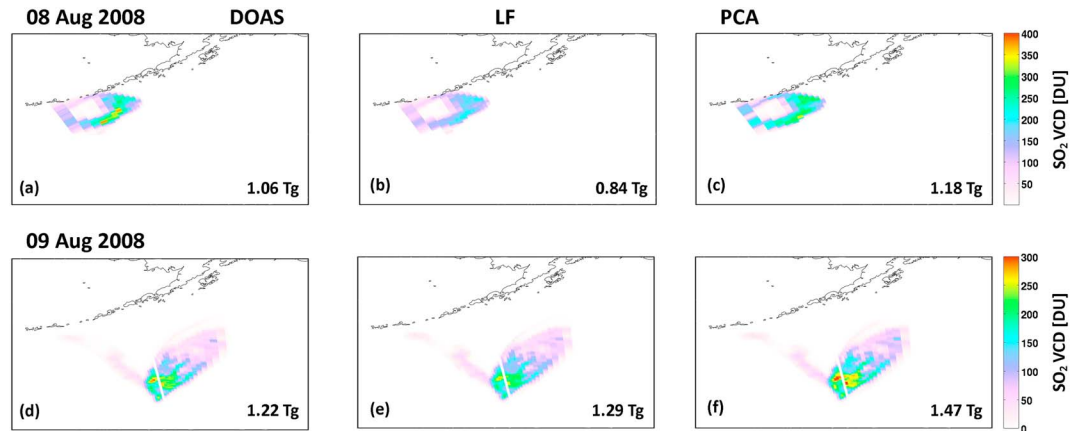 08 Aug 2008 DOAS LF PCA
(a) 1.06 Tg
(b) 0.84 Tg
(c) 1.18 Tg
400
350
300
250
200
150
100
50
SO₂ VCD [DU]
09 Aug 2008
(d) 1.22 Tg
(e) 1.29 Tg
(f) 1.47 Tg
300
250
200
150
100
50
0
SO₂ VCD [DU]